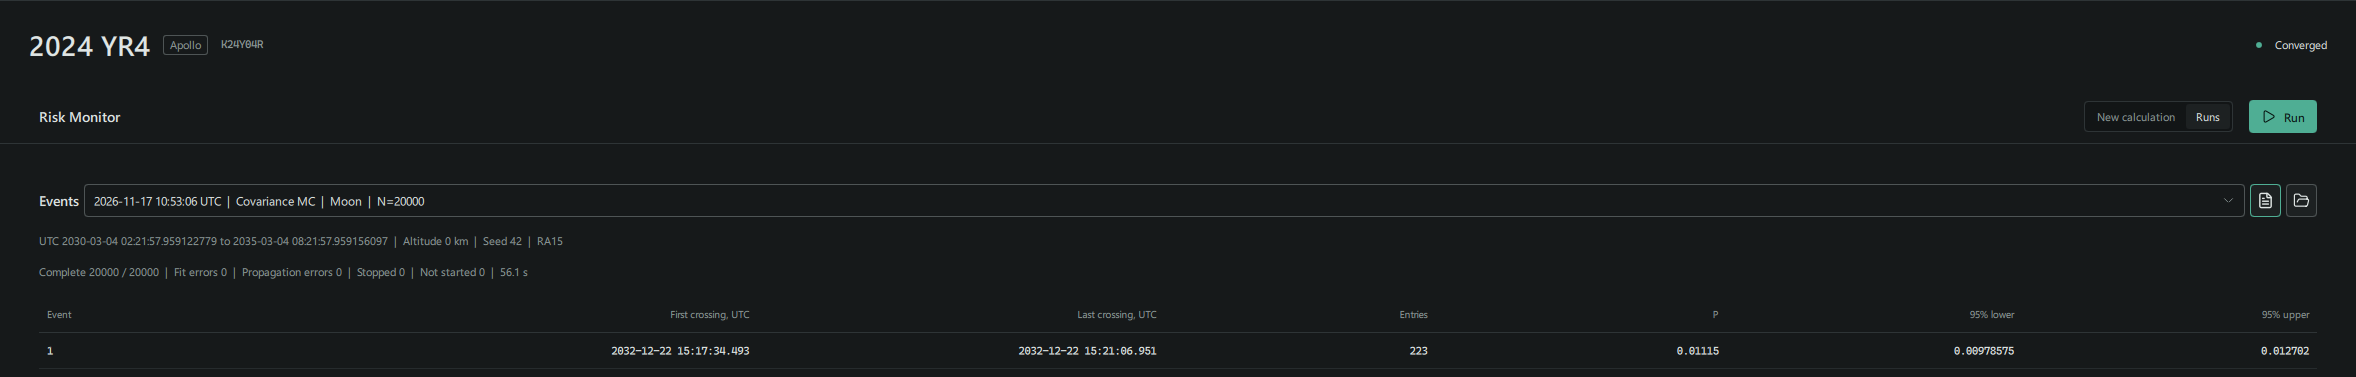 2024 YR4 Apollo K24Y04R Converged
Risk Monitor New calculation Runs Run
Events 2026-11-17 10:53:06 UTC | Covariance MC | Moon | N=20000
UTC 2030-03-04 02:21:57.959122779 to 2035-03-04 08:21:57.959156097 | Altitude 0 km | Seed 42 | RA15
Complete 20000 / 20000 | Fit errors 0 | Propagation errors 0 | Stopped 0 | Not started 0 | 56.1 s
Event First crossing, UTC Last crossing, UTC Entries P 95% lower 95% upper
1 2032-12-22 15:17:34.493 2032-12-22 15:21:06.951 223 0.01115 0.00978575 0.012702